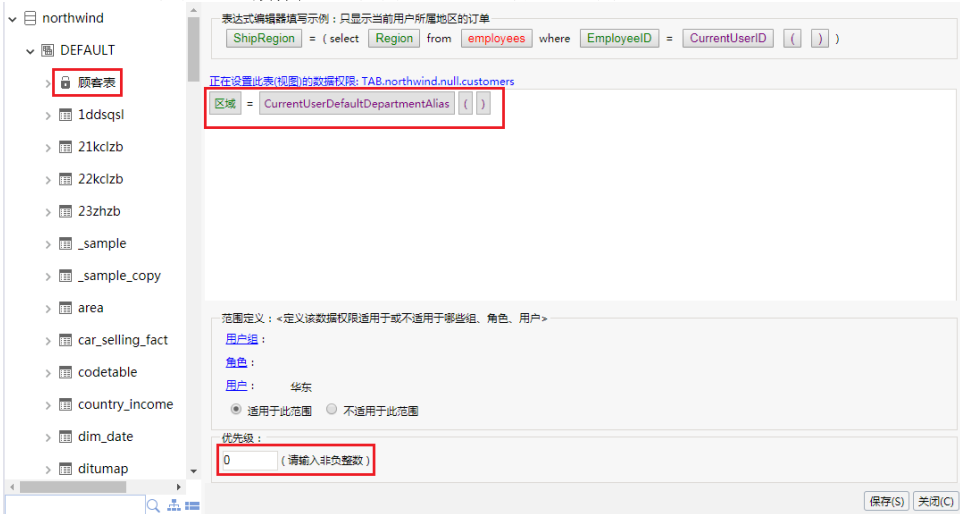 northwind
DEFAULT
顾客表
1ddsqsl
21kclzb
22kclzb
23zhzb
_sample
_sample_copy
area
car_selling_fact
codetable
country_income
dim_date
ditumap
表达式编辑器填写示例：只显示当前用户所属地区的订单
ShipRegion = ( select Region from employees where EmployeeID = CurrentUserID ( ) )
正在设置此表(视图)的数据权限: TAB.northwind.null.customers
区域 = CurrentUserDefaultDepartmentAlias ( )
范围定义：<定义该数据权限适用于或不适用于哪些组、角色、用户>
用户组：
角色：
用户： 华东
适用于此范围 不适用于此范围
优先级：
0 (请输入非负整数)
保存(S) 关闭(C)